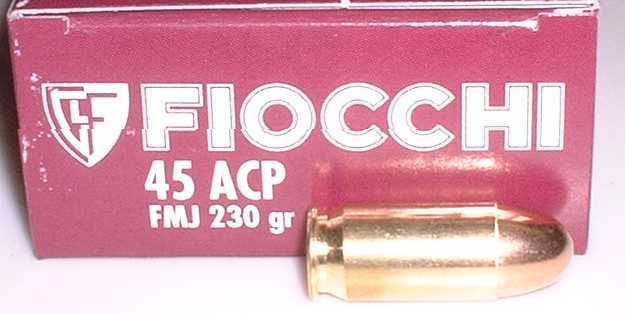 FIOCCHI
45 ACP
FMJ 230 gr